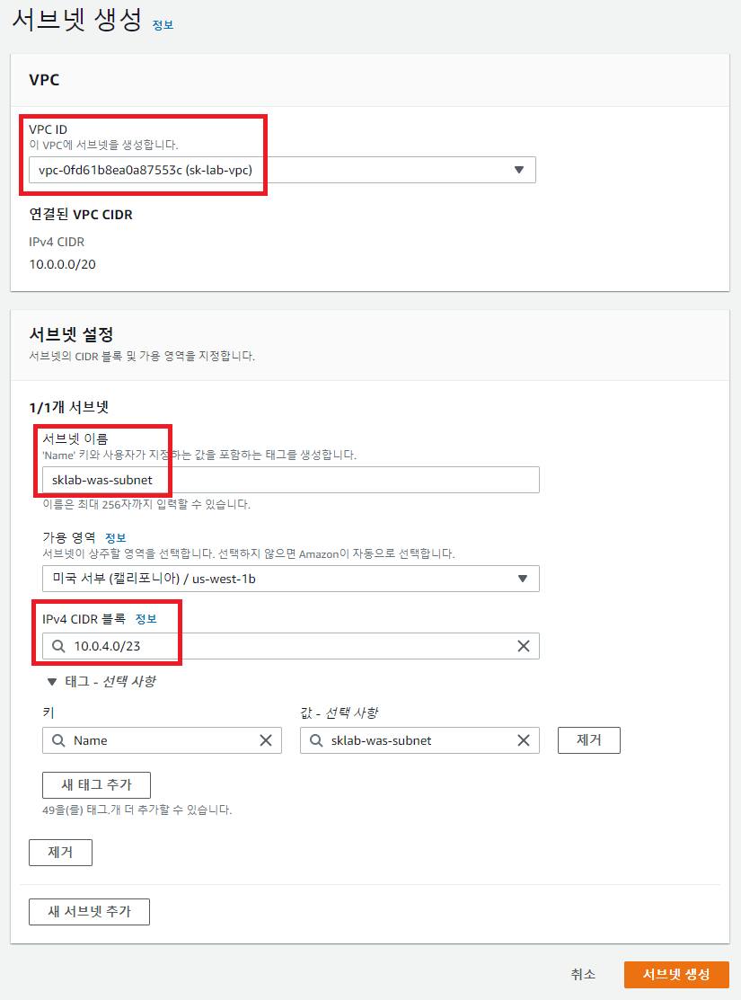 서브넷 생성 정보
VPC
VPC ID
이 VPC에 서브넷을 생성합니다.
vpc-0fd61b8ea0a87553c (sk-lab-vpc)
연결된 VPC CIDR
IPv4 CIDR
10.0.0.0/20
서브넷 설정
서브넷의 CIDR 블록 및 가용 영역을 지정합니다.
1/1개 서브넷
서브넷 이름
'Name' 키와 사용자가 지정하는 값을 포함하는 태그를 생성합니다.
sklab-was-subnet
이름은 최대 256자까지 입력할 수 있습니다.
가용 영역 정보
서브넷이 상주할 영역을 선택합니다. 선택하지 않으면 Amazon이 자동으로 선택합니다.
미국 서부 (캘리포니아) / us-west-1b
IPv4 CIDR 블록 정보
10.0.4.0/23
태그 - 선택 사항
키 값 - 선택 사항
Name sklab-was-subnet 제거
새 태그 추가
49을(를) 태그.개 더 추가할 수 있습니다.
제거
새 서브넷 추가
취소 서브넷 생성